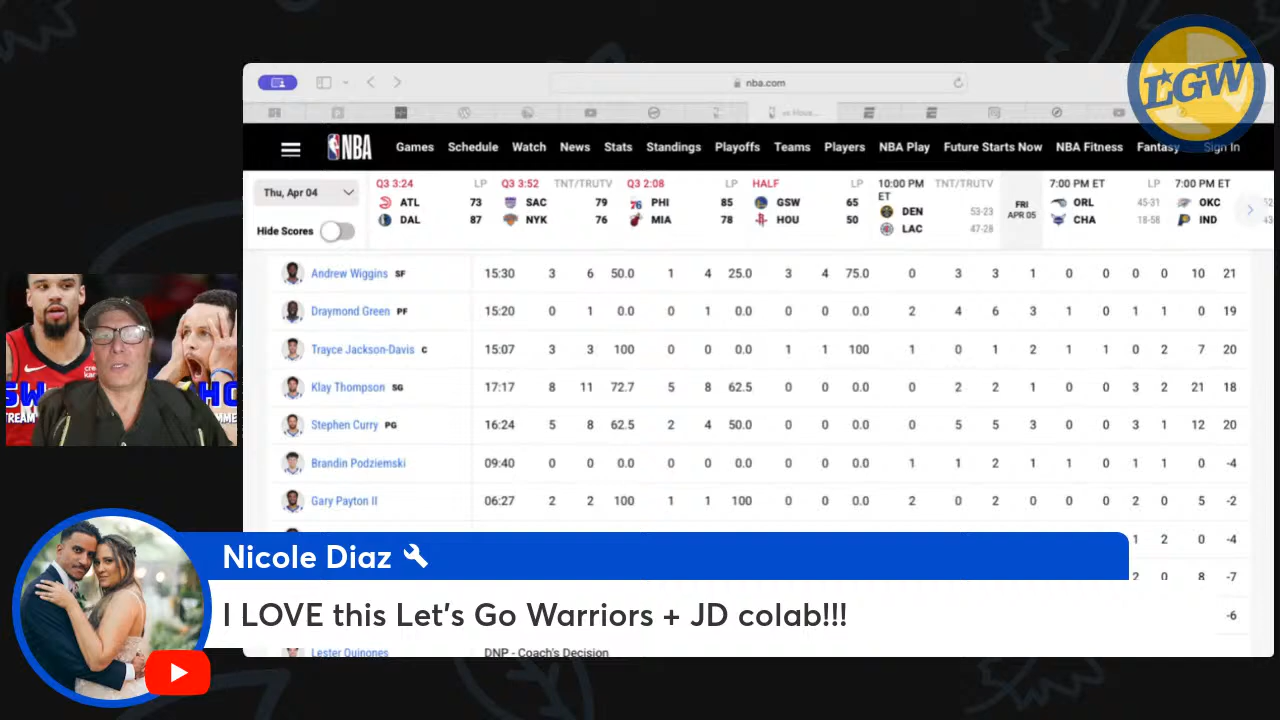 LGW
nba.com
NBA Games Schedule Watch News Stats Standings Playoffs Teams Players NBA Play Future Starts Now NBA Fitness Fantasy Sign In
Thu, Apr 04
Hide Scores
Q3 3:24 LP
ATL 73
DAL 87
Q3 3:52 TNT/TRUTV
SAC 79
NYK 76
Q3 2:08 LP
PHI 85
MIA 78
HALF LP
GSW 65
HOU 50
10:00 PM ET TNT/TRUTV
DEN 53-23
LAC 47-28
FRI
APR 05
7:00 PM ET LP
ORL 45-31
CHA 18-58
7:00 PM ET
OKC
IND
Andrew Wiggins SF 15:30 3 6 50.0 1 4 25.0 3 4 75.0 0 3 3 1 0 0 0 0 10 21
Draymond Green PF 15:20 0 1 0.0 0 1 0.0 0 0 0.0 2 4 6 3 1 0 1 1 0 19
Trayce Jackson-Davis C 15:07 3 3 100 0 0 0.0 1 1 100 1 0 1 2 1 1 0 2 7 20
Klay Thompson SG 17:17 8 11 72.7 5 8 62.5 0 0 0.0 0 2 2 1 0 0 3 2 21 18
Stephen Curry PG 16:24 5 8 62.5 2 4 50.0 0 0 0.0 0 5 5 3 0 0 3 1 12 20
Brandin Podziemski 09:40 0 0 0.0 0 0 0.0 0 0 0.0 1 1 2 1 1 0 1 1 0 -4
Gary Payton II 06:27 2 2 100 1 1 100 0 0 0.0 2 0 2 0 0 0 2 0 5 -2
1 2 0 -4
2 0 8 -7
-6
Nicole Diaz
I LOVE this Let's Go Warriors + JD colab!!!
Lester Quinones DNP - Coach's Decision